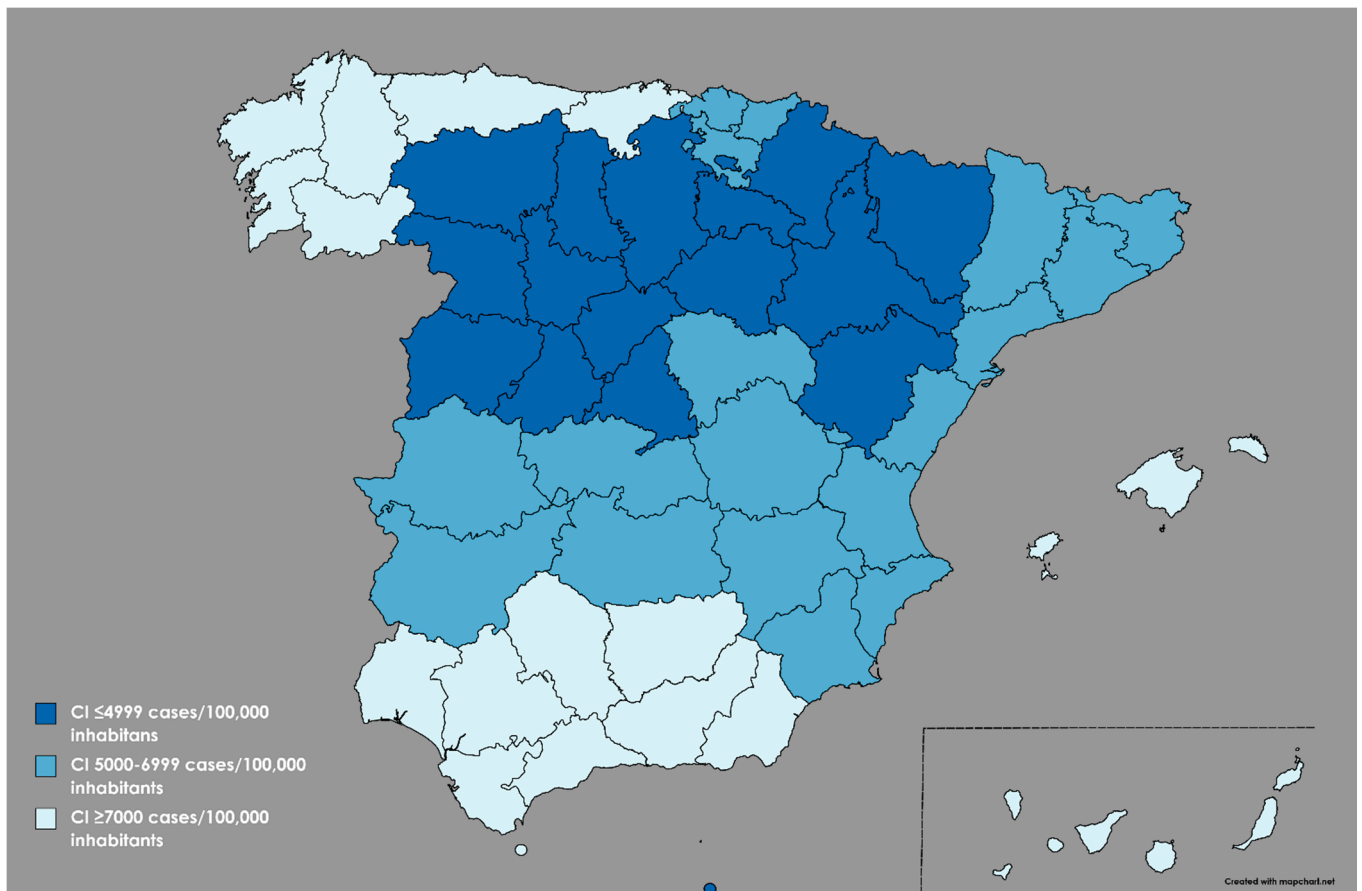 CI ≤4999 cases/100,000
inhabitans
CI 5000-6999 cases/100,000
inhabitants
CI ≥7000 cases/100,000
inhabitants
Created with mapchart.net